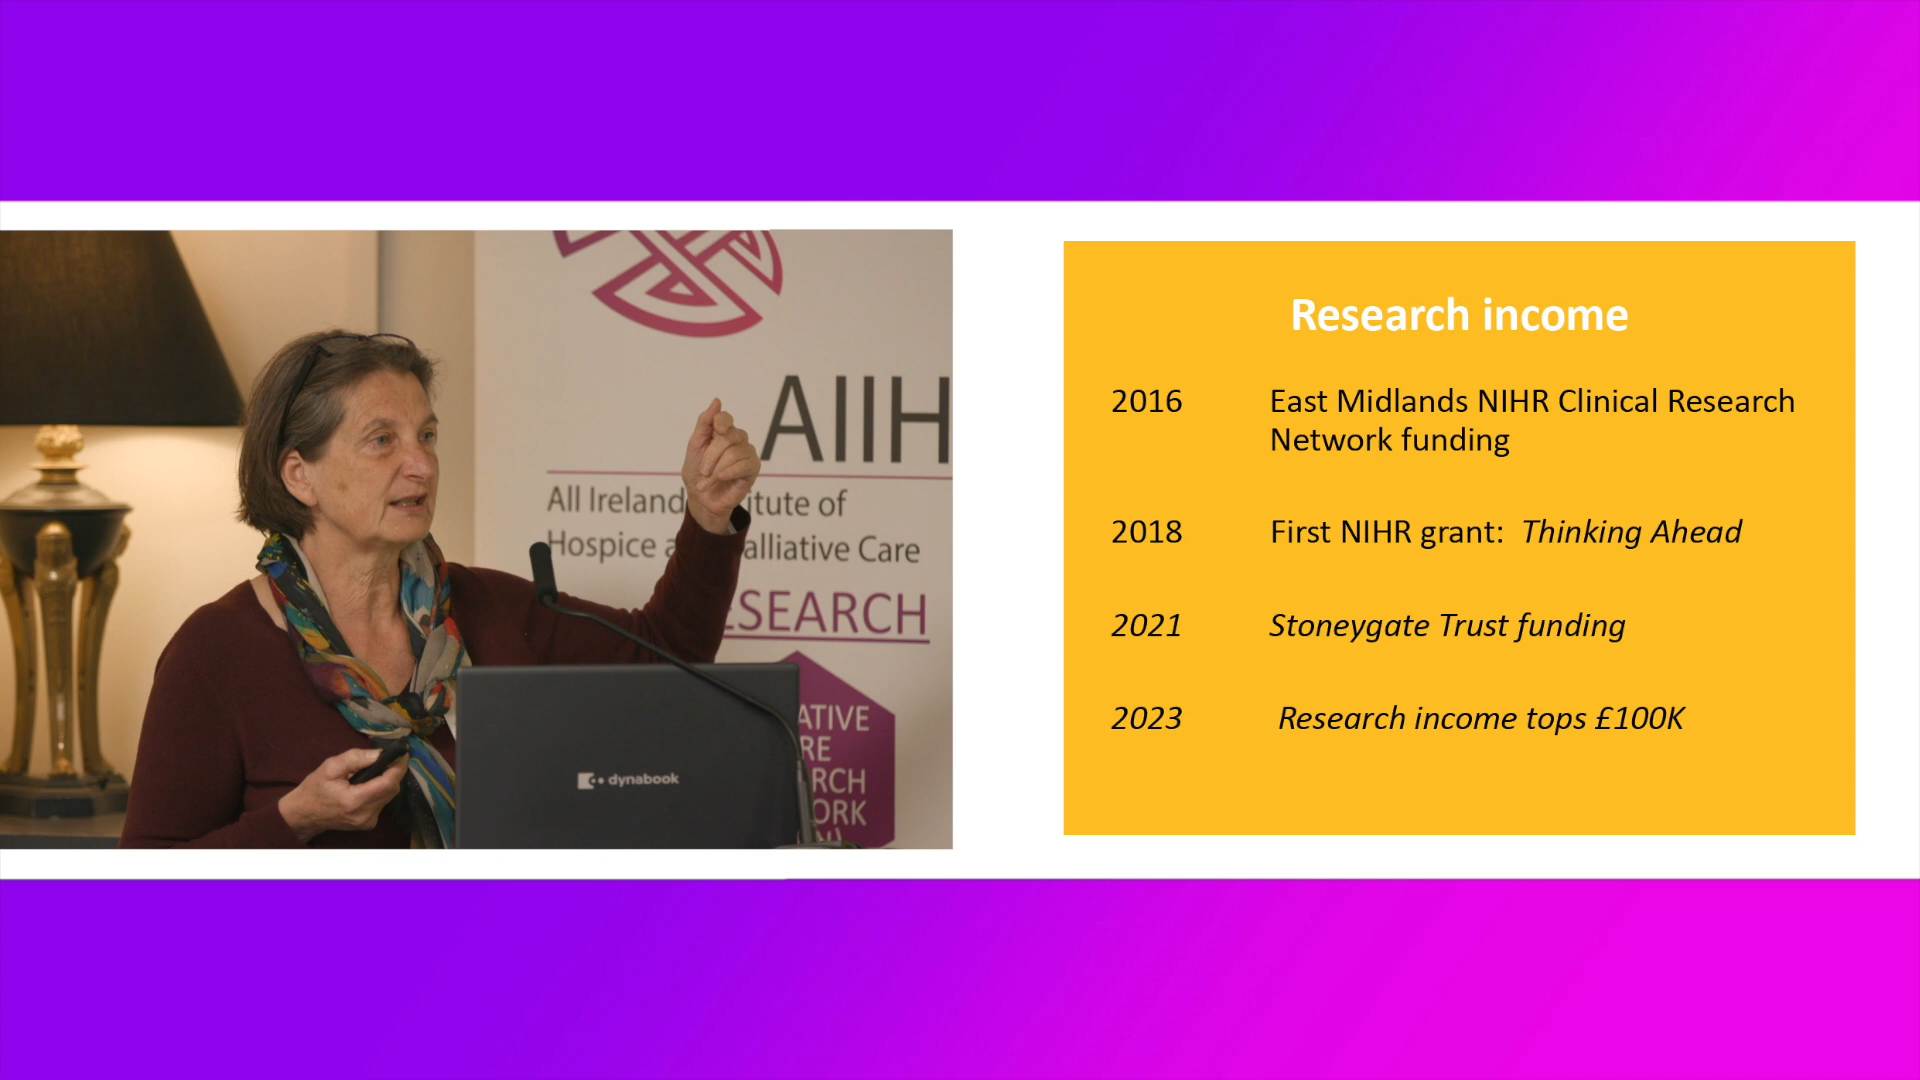 AIIH
All Ireland itute of
Hospice a alliative Care
ESEARCH
ATIVE
RE
RCH
ORK
dynabook
Research income
2016 East Midlands NIHR Clinical Research
Network funding
2018 First NIHR grant: Thinking Ahead
2021 Stoneygate Trust funding
2023 Research income tops £100K